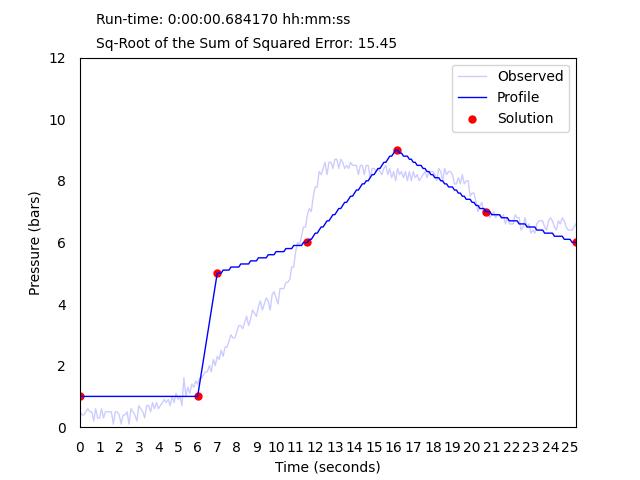 Run-time: 0:00:00.684170 hh:mm:ss
Sq-Root of the Sum of Squared Error: 15.45
12
10
8
6
4
2
0
Pressure (bars)
Observed
Profile
Solution
0 1 2 3 4 5 6 7 8 9 10 11 12 13 14 15 16 17 18 19 20 21 22 23 24 25
Time (seconds)